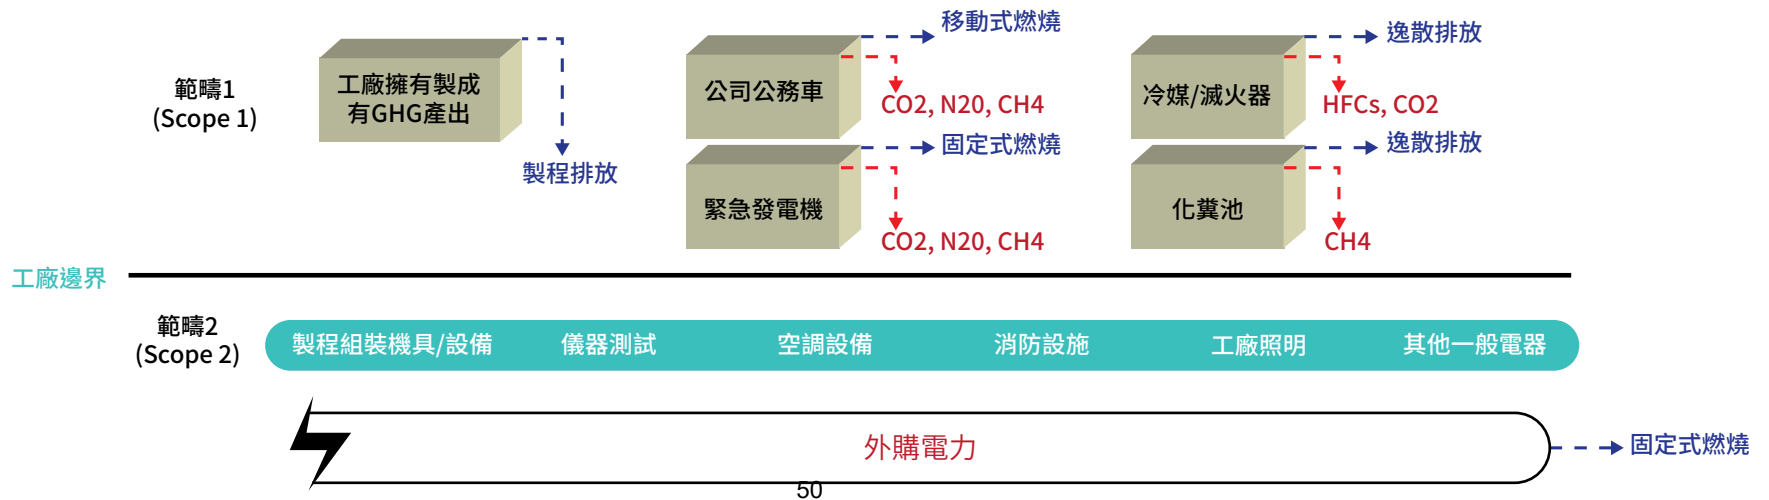 範疇1
(Scope 1)
工廠擁有製成
有GHG產出
製程排放
公司公務車
移動式燃燒
CO2, N20, CH4
緊急發電機
固定式燃燒
CO2, N20, CH4
冷媒/滅火器
逸散排放
HFCs, CO2
化糞池
逸散排放
CH4
工廠邊界
範疇2
(Scope 2)
製程組裝機具/設備
儀器測試
空調設備
消防設施
工廠照明
其他一般電器
外購電力
固定式燃燒
50